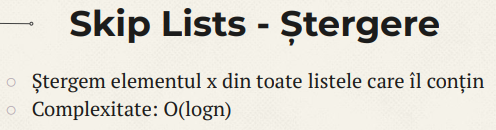 Skip Lists - Ștergere
Ștergem elementul x din toate listele care îl conțin
Complexitate: O(logn)